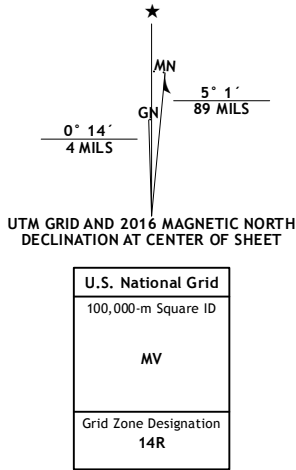 ★
MN
5° 1´
89 MILS
GN
0° 14´
4 MILS
UTM GRID AND 2016 MAGNETIC NORTH
DECLINATION AT CENTER OF SHEET
U.S. National Grid
100,000-m Square ID
MV
Grid Zone Designation
14R